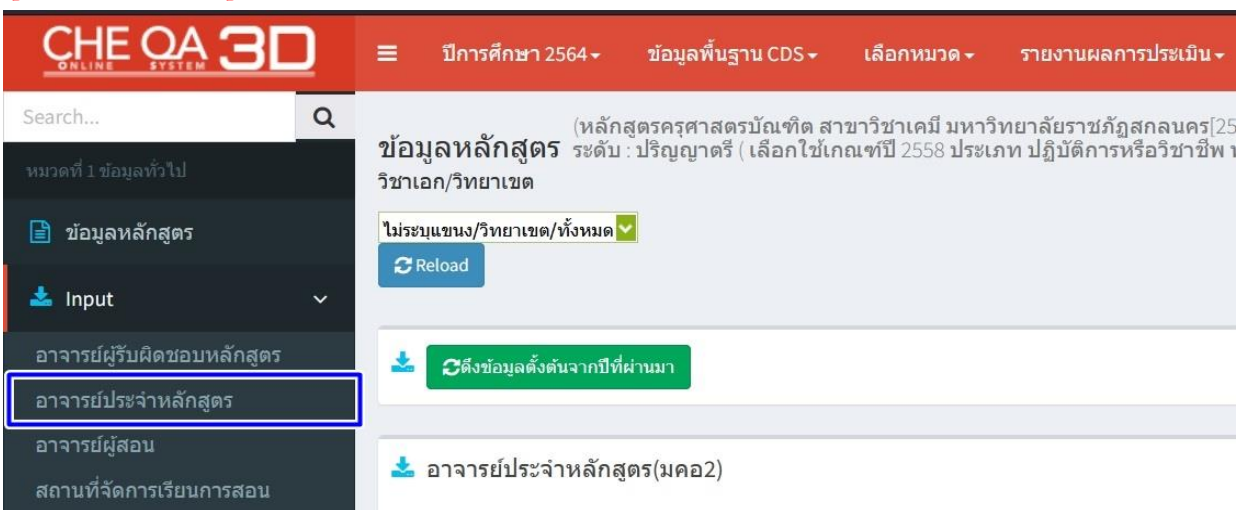 CHE QA 3D
ONLINE SYSTEM
ปีการศึกษา 2564
ข้อมูลพื้นฐาน CDS
เลือกหมวด
รายงานผลการประเมิน
Search...
หมวดที่ 1 ข้อมูลทั่วไป
ข้อมูลหลักสูตร
Input
อาจารย์ผู้รับผิดชอบหลักสูตร
อาจารย์ประจำหลักสูตร
อาจารย์ผู้สอน
สถานที่จัดการเรียนการสอน
ข้อมูลหลักสูตร (หลักสูตรครุศาสตรบัณฑิต สาขาวิชาเคมี มหาวิทยาลัยราชภัฏสกลนคร[25
ระดับ : ปริญญาตรี ( เลือกใช้เกณฑ์ปี 2558 ประเภท ปฏิบัติการหรือวิชาชีพ
วิชาเอก/วิทยาเขต
ไม่ระบุแขนง/วิทยาเขต/ทั้งหมด
Reload
ดึงข้อมูลตั้งต้นจากปีที่ผ่านมา
อาจารย์ประจำหลักสูตร(มคอ2)